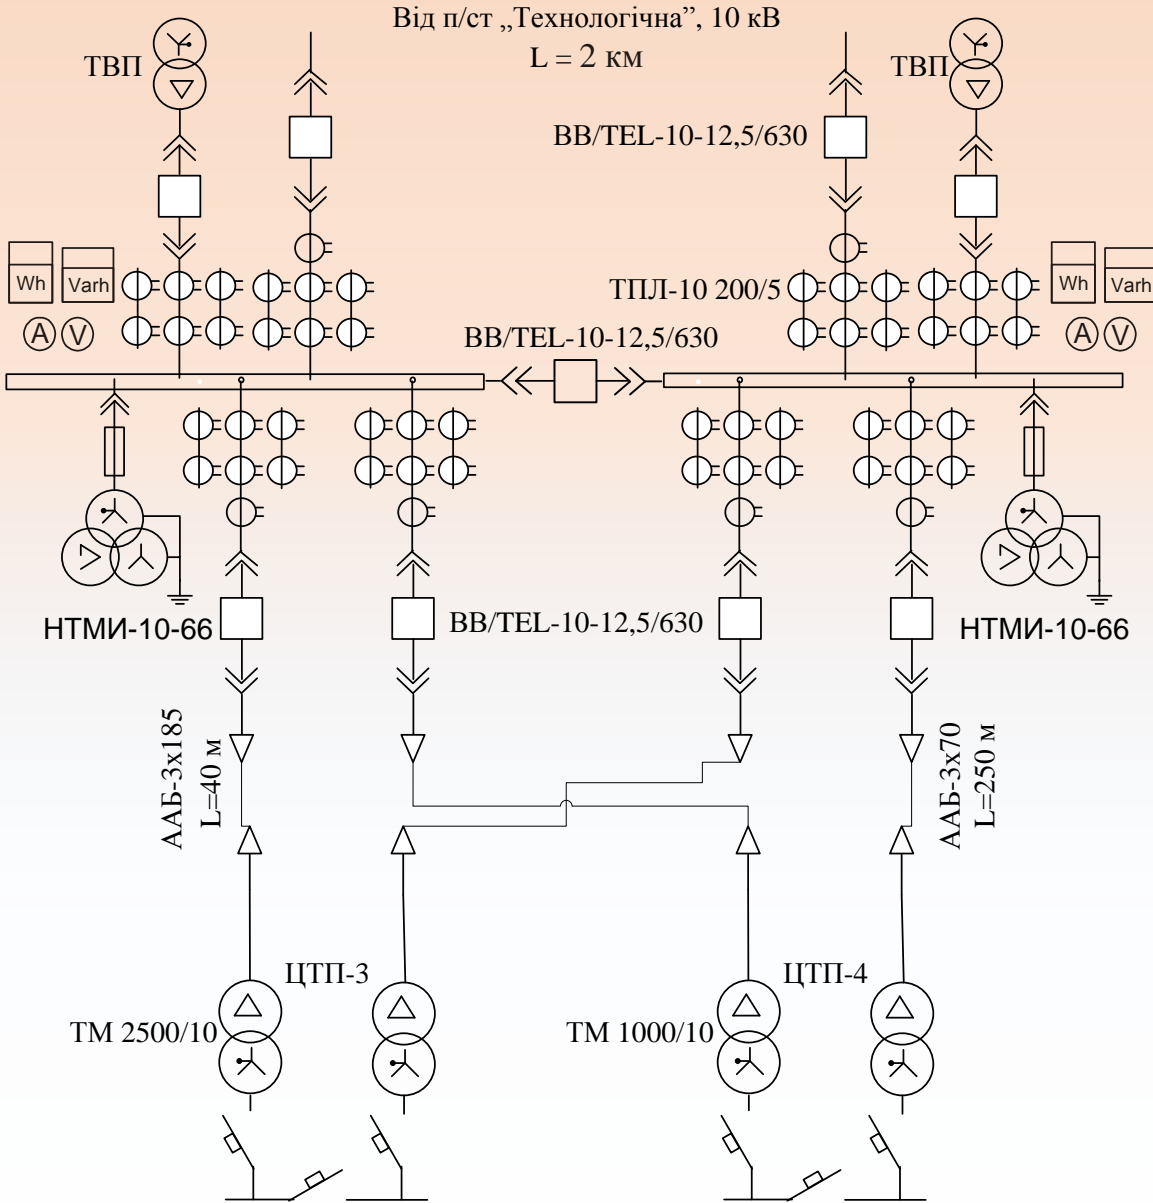 Від п/ст „Технологічна”, 10 кВ
L = 2 км
ТВП
ТВП
ВВ/TEL-10-12,5/630
Wh
Varh
ТПЛ-10 200/5
Wh
Varh
A
V
ВВ/TEL-10-12,5/630
A
V
НТМИ-10-66
ВВ/TEL-10-12,5/630
НТМИ-10-66
ААБ-3х185
L=40 м
ААБ-3х70
L=250 м
ЦТП-3
ЦТП-4
ТМ 2500/10
ТМ 1000/10